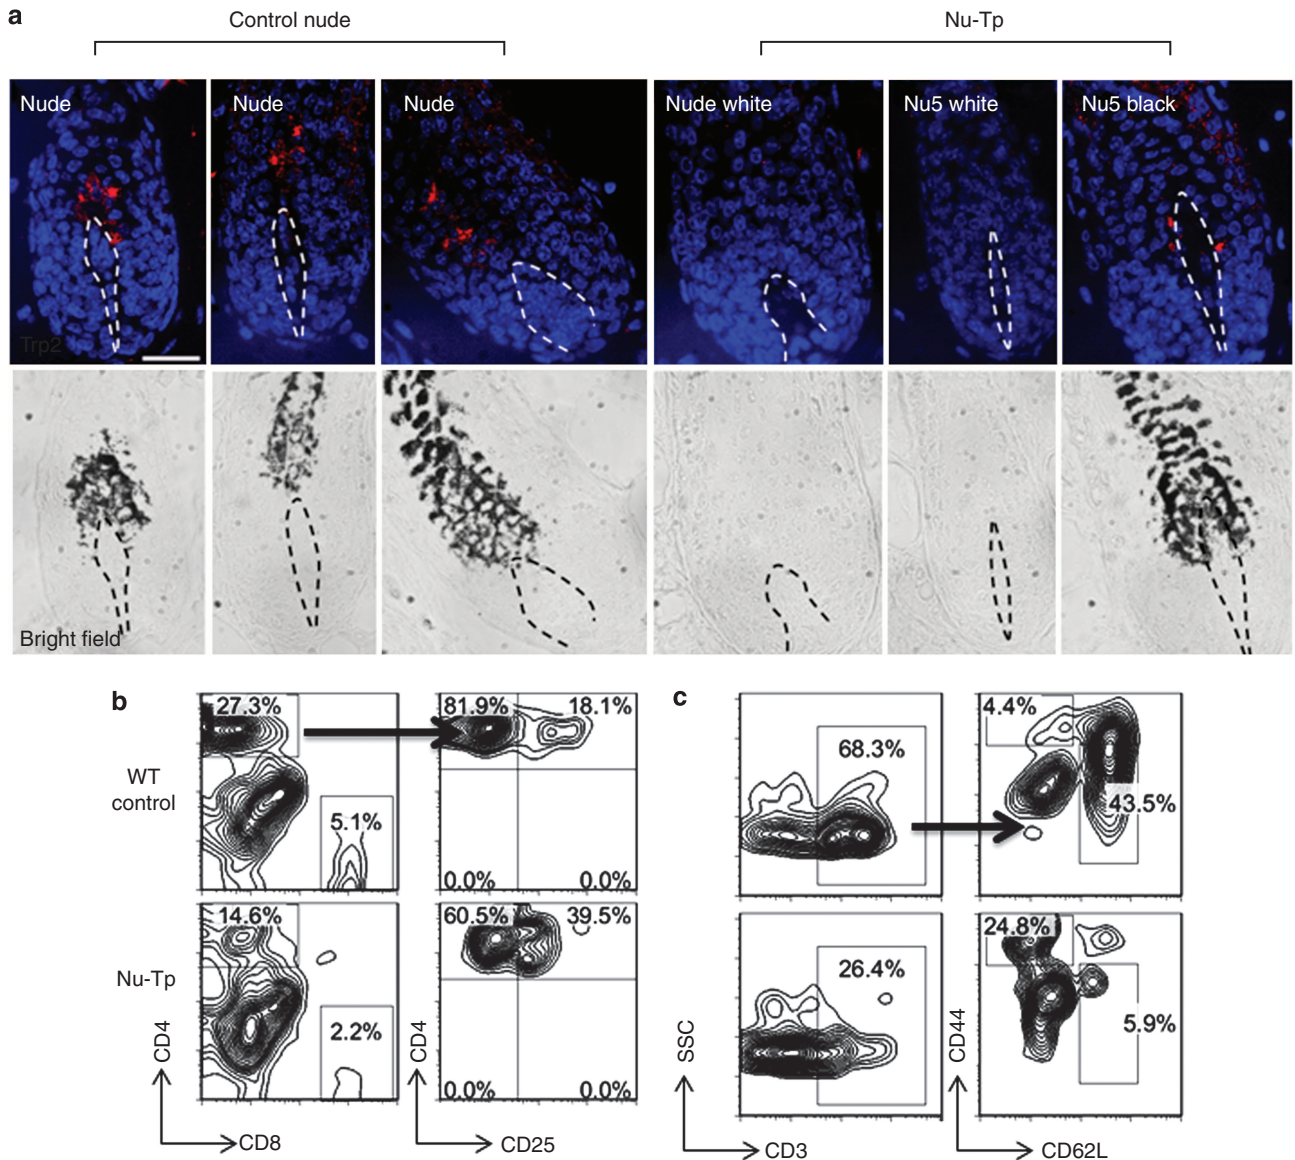 a
Control nude
Nu-Tp
Nude
Nude
Nude
Nude white
Nu5 white
Nu5 black
Trp2
Bright field
b
c
WT control
27.3%
5.1%
81.9%
18.1%
0.0%
0.0%
68.3%
4.4%
43.5%
Nu-Tp
14.6%
2.2%
60.5%
39.5%
0.0%
0.0%
26.4%
24.8%
5.9%
CD4
CD8
CD4
CD25
SSC
CD3
CD44
CD62L